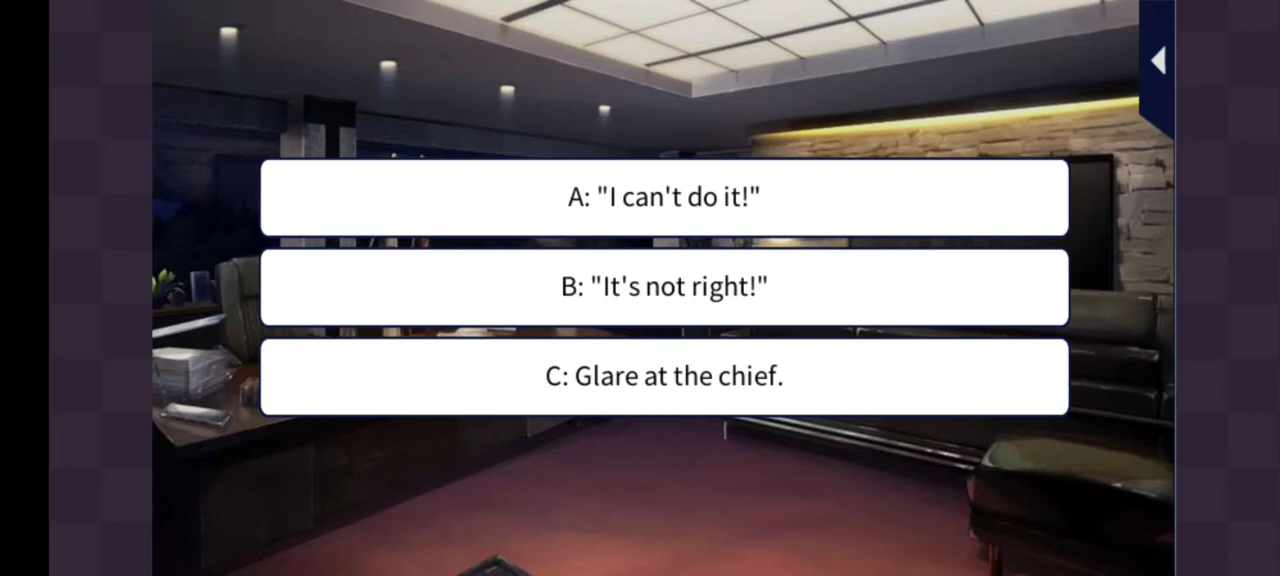 A: "I can't do it!"
B: "It's not right!"
C: Glare at the chief.